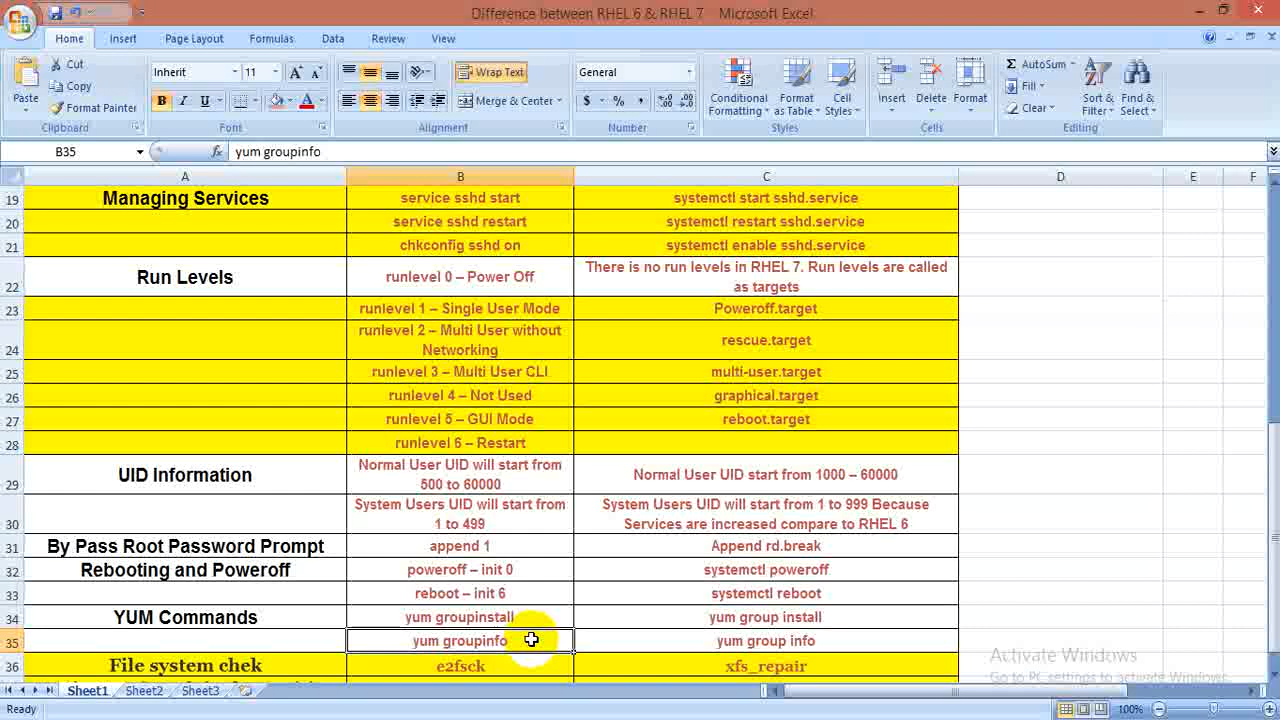 Difference between RHEL 6 & RHEL 7 - Microsoft Excel
Home Insert Page Layout Formulas Data Review View
Paste
Cut
Copy
Format Painter
Clipboard
Inherit 11
B I U A
Font
Wrap Text
Merge & Center
Alignment
General
$ % ,
Number
Conditional Formatting
Format as Table
Cell Styles
Styles
Insert Delete Format
Cells
AutoSum
Fill
Clear
Sort & Filter
Find & Select
Editing
B35 fx yum groupinfo
A B C D E F
19 Managing Services service sshd start systemctl start sshd.service
20 service sshd restart systemctl restart sshd.service
21 chkconfig sshd on systemctl enable sshd.service
22 Run Levels runlevel 0 – Power Off There is no run levels in RHEL 7. Run levels are called
as targets
23 runlevel 1 – Single User Mode Poweroff.target
24 runlevel 2 – Multi User without
Networking rescue.target
25 runlevel 3 – Multi User CLI multi-user.target
26 runlevel 4 – Not Used graphical.target
27 runlevel 5 – GUI Mode reboot.target
28 runlevel 6 – Restart
29 UID Information Normal User UID will start from
500 to 60000 Normal User UID start from 1000 – 60000
30 System Users UID will start from
1 to 499 System Users UID will start from 1 to 999 Because
Services are increased compare to RHEL 6
31 By Pass Root Password Prompt append 1 Append rd.break
32 Rebooting and Poweroff poweroff – init 0 systemctl poweroff
33 reboot – init 6 systemctl reboot
34 YUM Commands yum groupinstall yum group install
35 yum groupinfo yum group info
36 File system chek e2fsck xfs_repair
Activate Windows
Go to PC settings to activate Windows.
Sheet1 Sheet2 Sheet3
Ready 100%